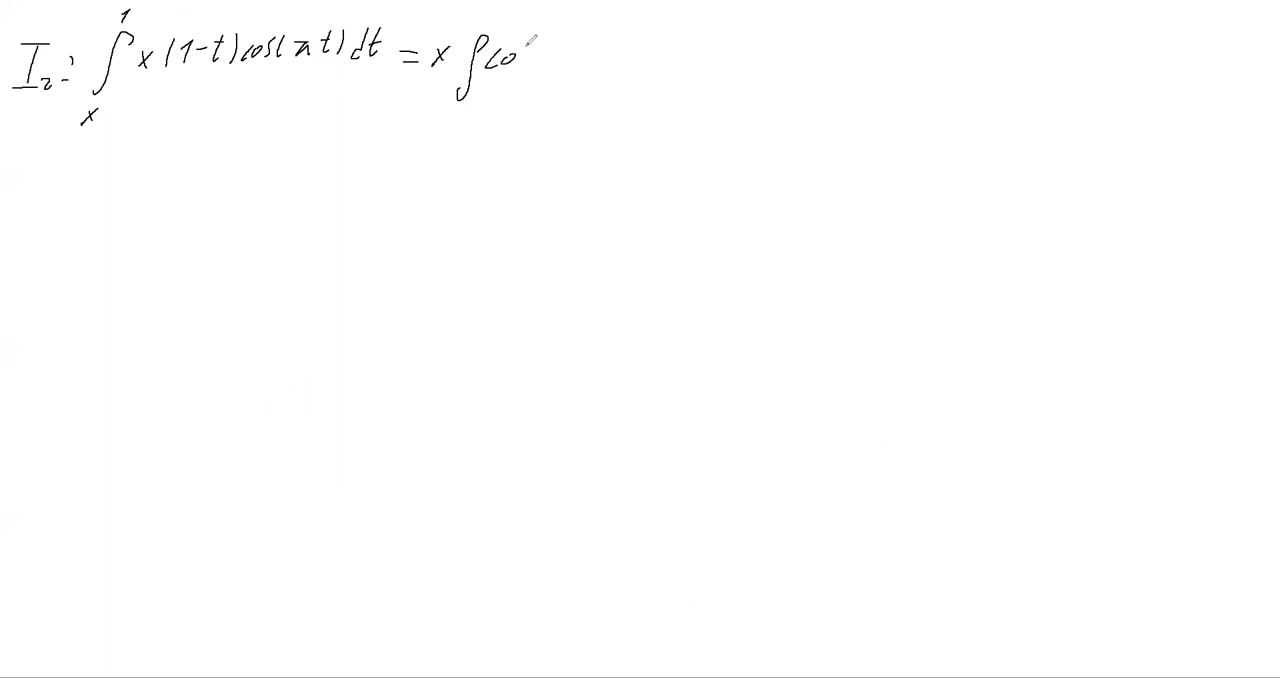 I₂ = ∫ₓ¹ x(1-t)cos(πt)dt = x∫co